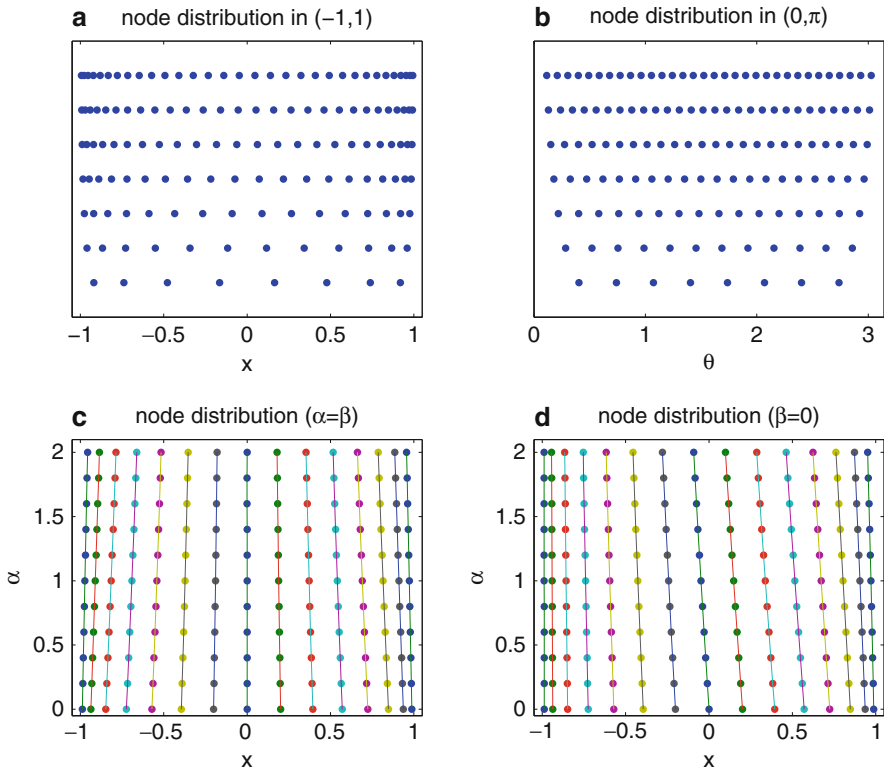 a node distribution in (−1,1)
−1 −0.5 0 0.5 1
x
b node distribution in (0,π)
0 1 2 3
θ
c node distribution (α=β)
2
1.5
1
0.5
0
α
−1 −0.5 0 0.5 1
x
d node distribution (β=0)
2
1.5
1
0.5
0
α
−1 −0.5 0 0.5 1
x